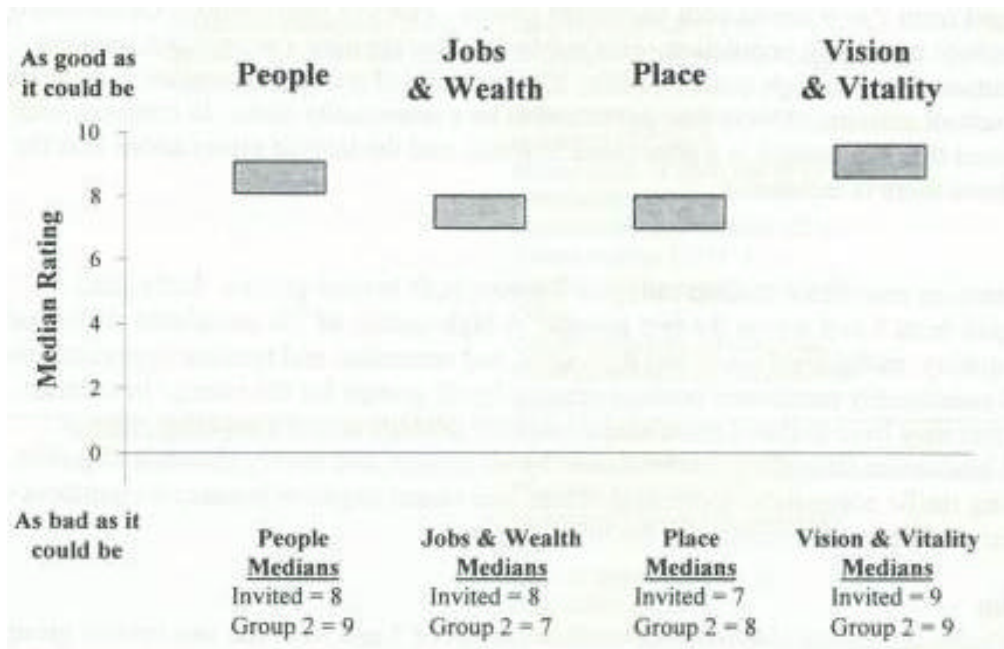 As good as
it could be
People
Jobs
& Wealth
Place
Vision
& Vitality
10
8
6
4
2
0
Median Rating
As bad as it
could be
People
Medians
Invited = 8
Group 2 = 9
Jobs & Wealth
Medians
Invited = 8
Group 2 = 7
Place
Medians
Invited = 7
Group 2 = 8
Vision & Vitality
Medians
Invited = 9
Group 2 = 9